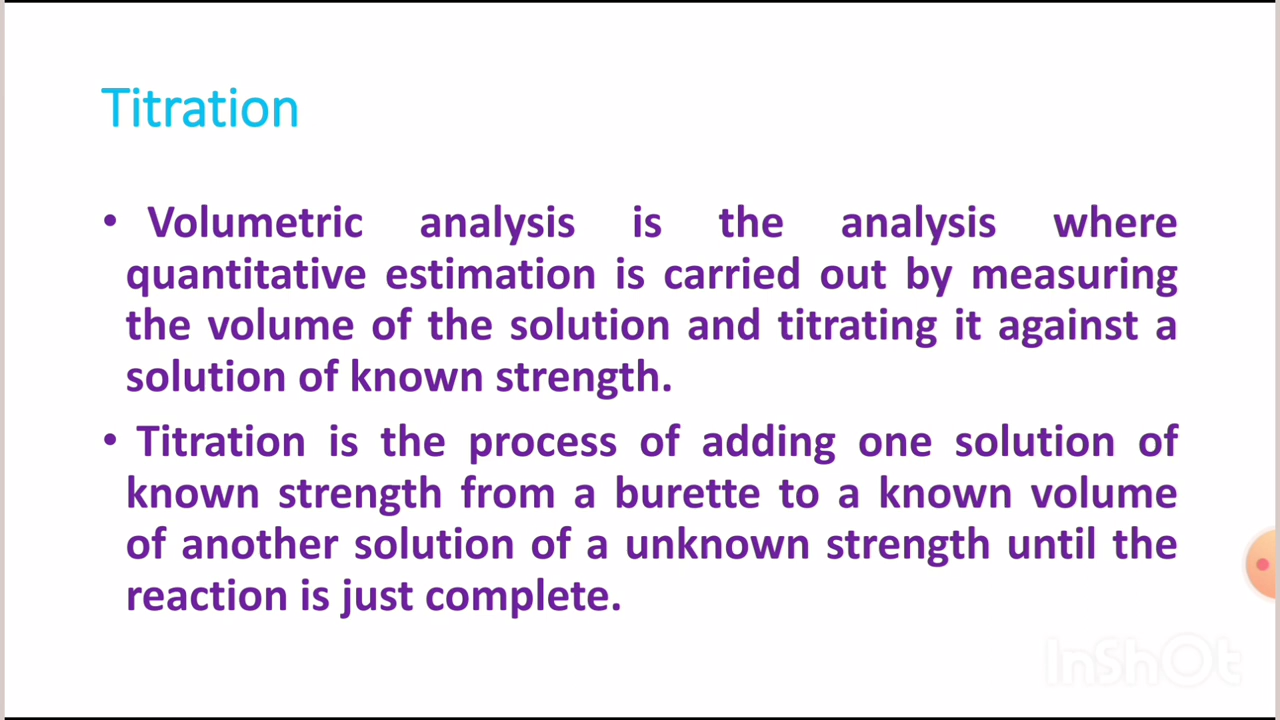 Titration
• Volumetric analysis is the analysis where
quantitative estimation is carried out by measuring
the volume of the solution and titrating it against a
solution of known strength.
• Titration is the process of adding one solution of
known strength from a burette to a known volume
of another solution of a unknown strength until the
reaction is just complete.
InShOt